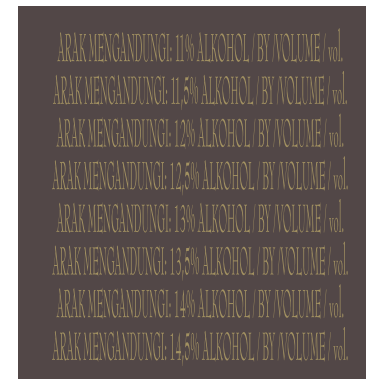 ARAK MENGANDUNGI: 11% ALKOHOL / BY /VOLUME / vol.
ARAK MENGANDUNGI: 11,5% ALKOHOL / BY /VOLUME / vol.
ARAK MENGANDUNGI: 12% ALKOHOL / BY /VOLUME / vol.
ARAK MENGANDUNGI: 12,5% ALKOHOL / BY /VOLUME / vol.
ARAK MENGANDUNGI: 13% ALKOHOL / BY /VOLUME / vol.
ARAK MENGANDUNGI: 13,5% ALKOHOL / BY /VOLUME / vol.
ARAK MENGANDUNGI: 14% ALKOHOL / BY /VOLUME / vol.
ARAK MENGANDUNGI: 14,5% ALKOHOL / BY /VOLUME / vol.